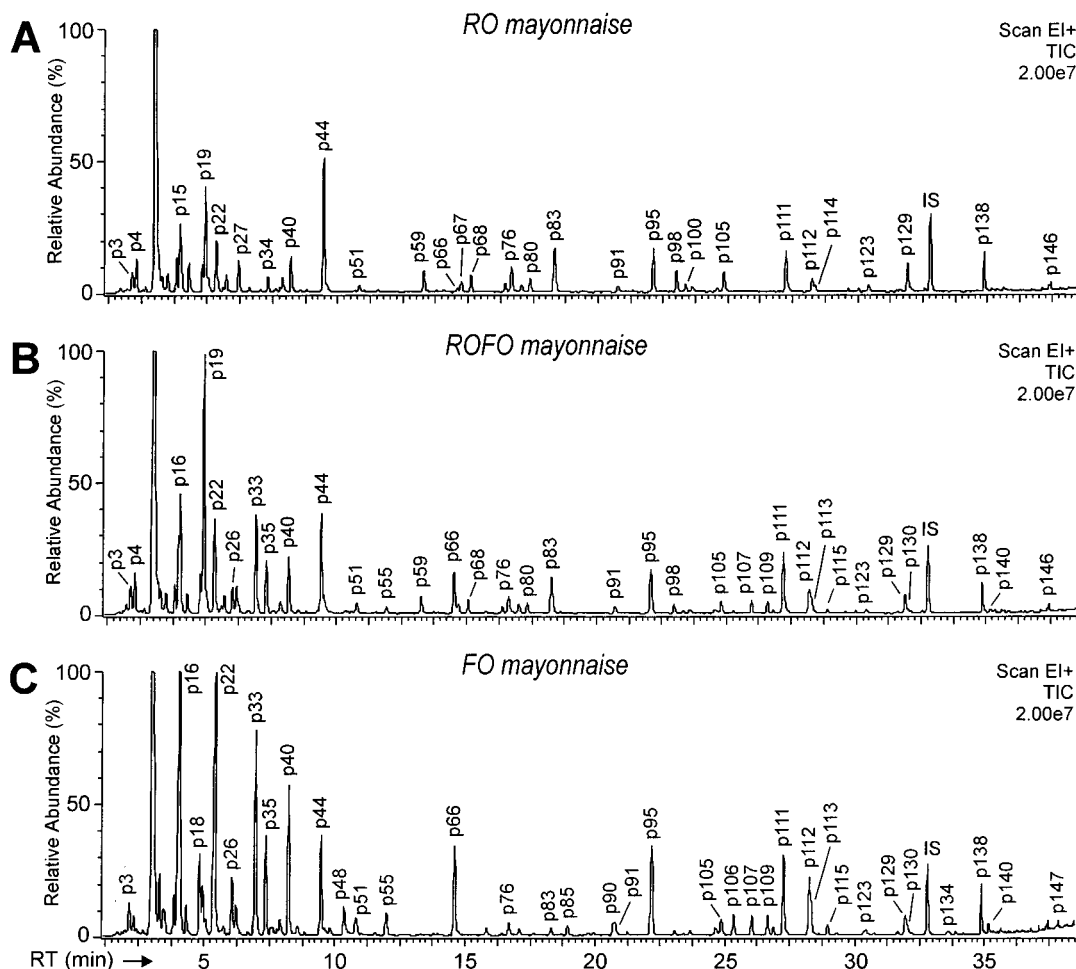 A
RO mayonnaise
Scan EI+
TIC
2.00e7
Relative Abundance (%)
100
50
0
p3
p4
p15
p19
p22
p27
p34
p40
p44
p51
p59
p66
p67
p68
p76
p80
p83
p91
p95
p98
p100
p105
p111
p112
p114
p123
p129
IS
p138
p146
B
ROFO mayonnaise
Scan EI+
TIC
2.00e7
Relative Abundance (%)
100
50
0
p3
p4
p16
p19
p22
p26
p33
p35
p40
p44
p51
p55
p59
p66
p68
p76
p80
p83
p91
p95
p98
p105
p107
p109
p111
p112
p113
p115
p123
p129
p130
IS
p138
p140
p146
C
FO mayonnaise
Scan EI+
TIC
2.00e7
Relative Abundance (%)
100
50
0
p3
p16
p18
p22
p26
p33
p35
p40
p44
p48
p51
p55
p66
p76
p83
p85
p90
p91
p95
p105
p106
p107
p109
p111
p112
p113
p115
p123
p129
p130
IS
p134
p138
p140
p147
RT (min) → 5 10 15 20 25 30 35